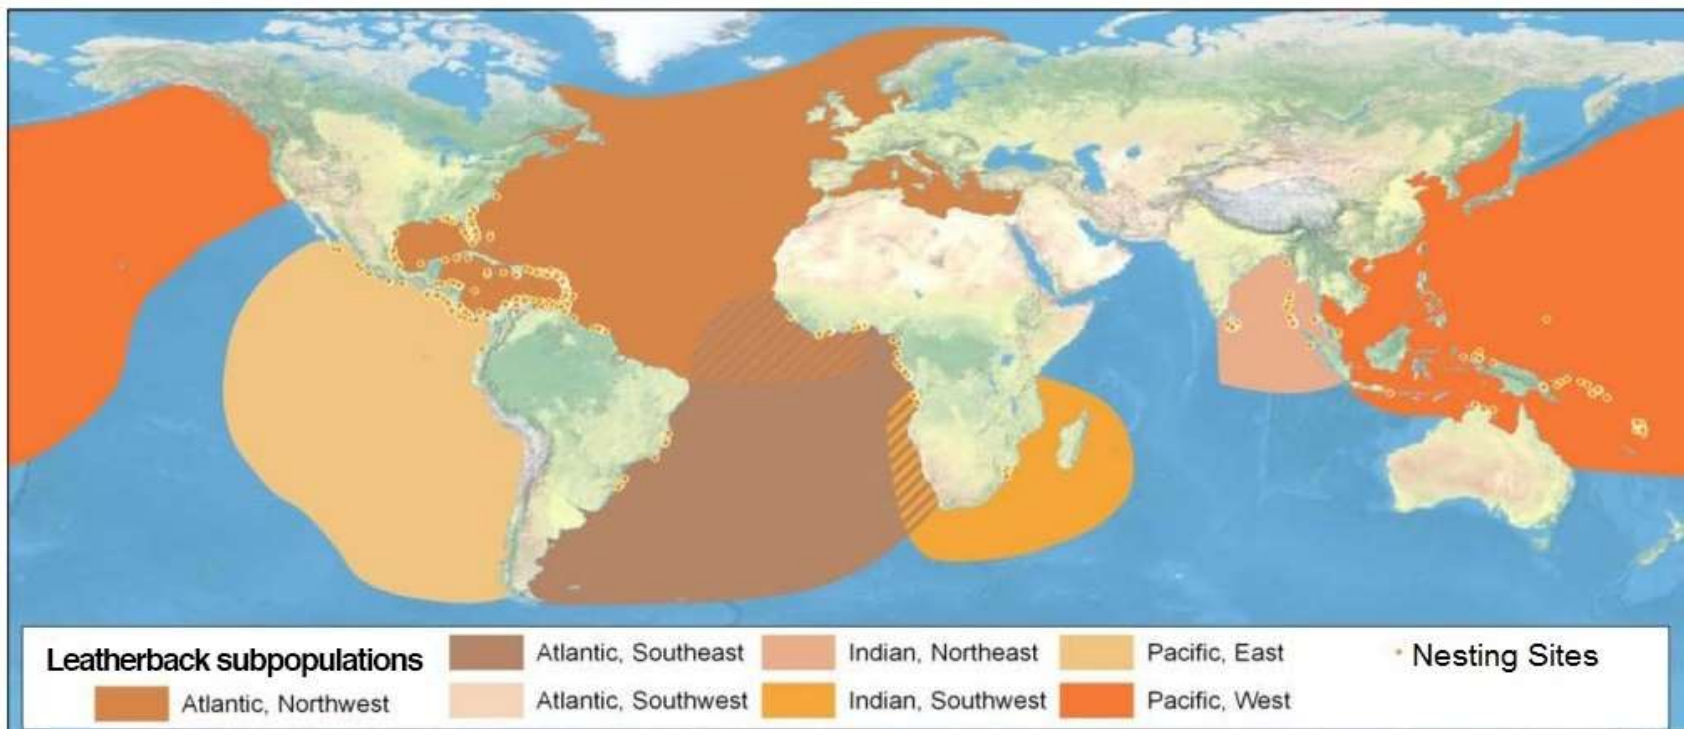 Leatherback subpopulations
Atlantic, Northwest
Atlantic, Southeast
Atlantic, Southwest
Indian, Northeast
Indian, Southwest
Pacific, East
Pacific, West
Nesting Sites